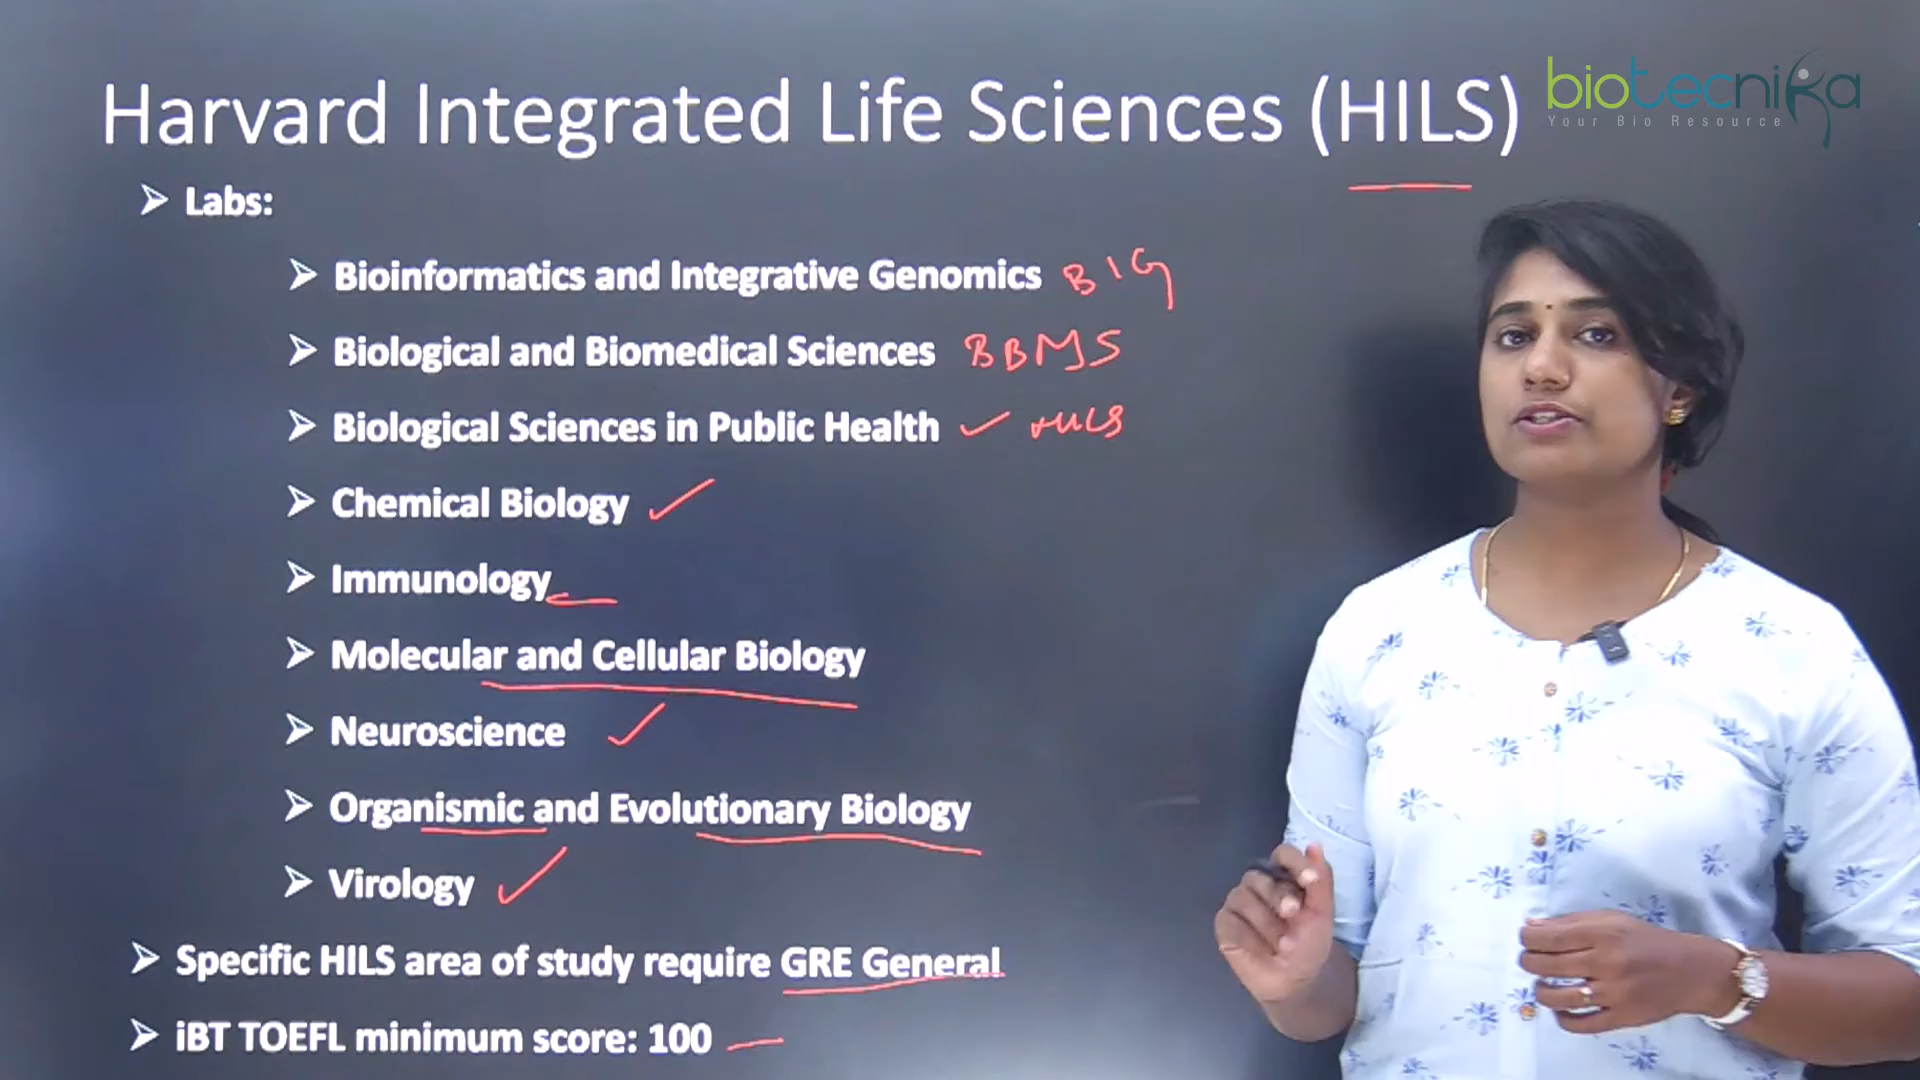 Harvard Integrated Life Sciences (HILS)
biotecnika
Your Bio Resource
Labs:
Bioinformatics and Integrative Genomics BIG
Biological and Biomedical Sciences BBMS
Biological Sciences in Public Health HILS
Chemical Biology
Immunology
Molecular and Cellular Biology
Neuroscience
Organismic and Evolutionary Biology
Virology
Specific HILS area of study require GRE General
iBT TOEFL minimum score: 100